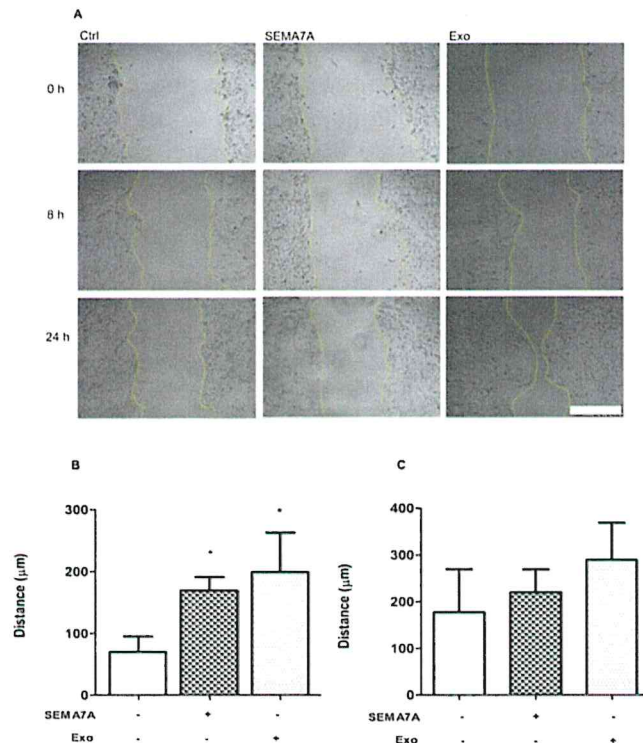 A
Ctrl SEMA7A Exo
0 h
8 h
24 h
B
Distance (µm)
300
200
100
0
* *
SEMA7A - + -
Exo - - +
C
Distance (µm)
400
300
200
100
0
SEMA7A - + -
Exo - - +